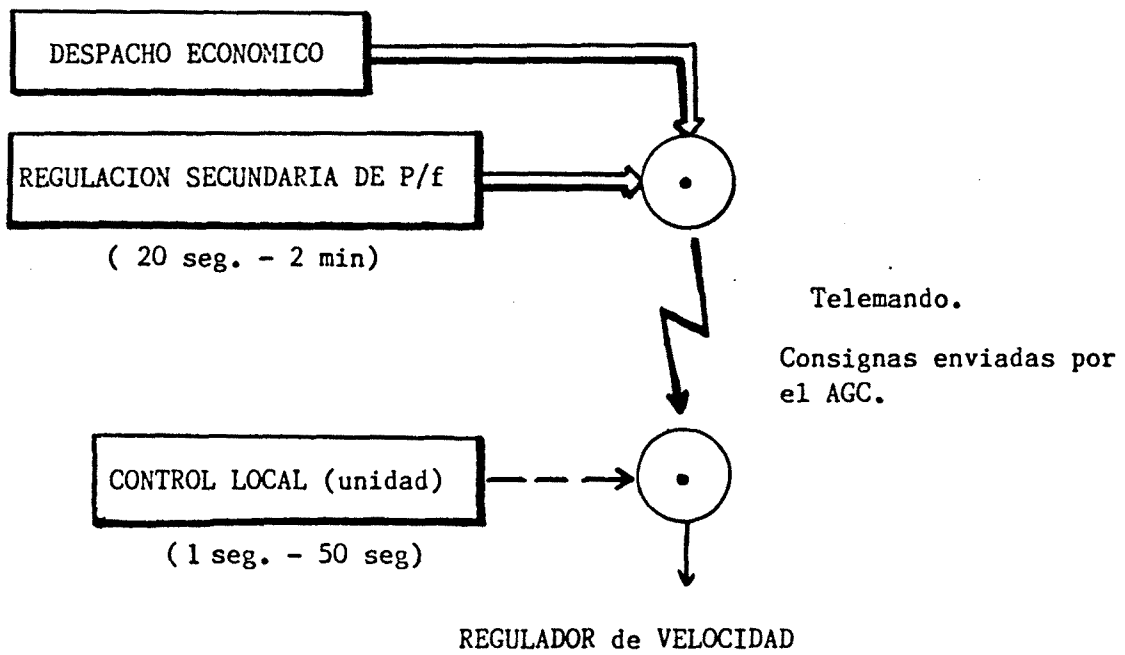 DESPACHO ECONOMICO
REGULACION SECUNDARIA DE P/f
( 20 seg. - 2 min)
Telemando.
Consignas enviadas por
el AGC.
CONTROL LOCAL (unidad)
( 1 seg. - 50 seg)
REGULADOR de VELOCIDAD